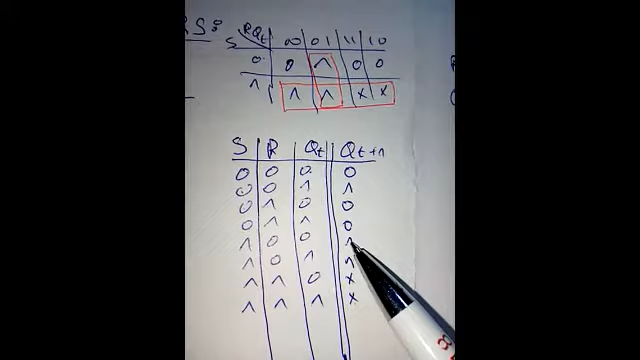 RS:
S RQt 00 01 11 10
0 0 1 0 0
1 1 1 x x
S R Qt Qt+1
0 0 0 0
0 0 1 1
0 1 0 0
0 1 1 0
1 0 0 1
1 0 1 1
1 1 0 x
1 1 1 x